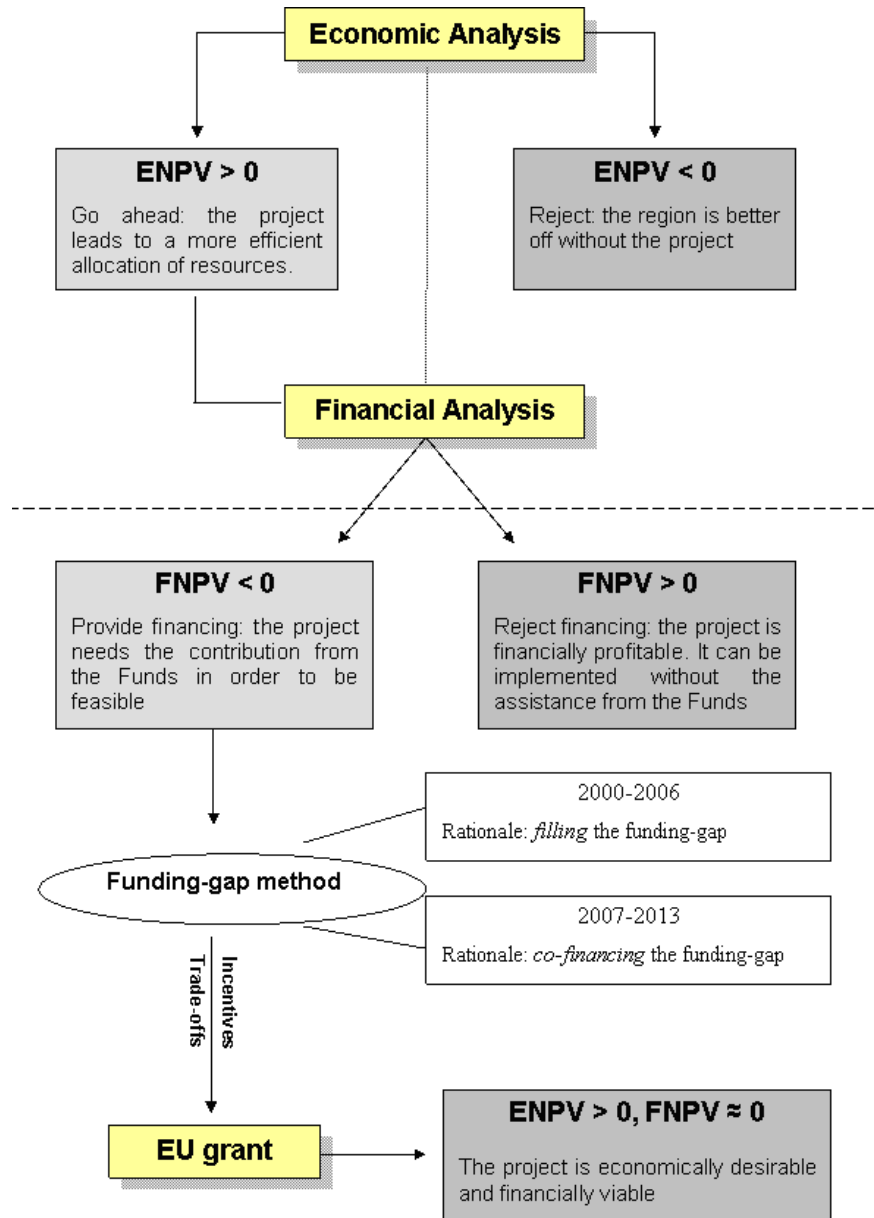 Economic Analysis
ENPV > 0
Go ahead: the project
leads to a more efficient
allocation of resources.
ENPV < 0
Reject: the region is better
off without the project
Financial Analysis
FNPV < 0
Provide financing: the project
needs the contribution from
the Funds in order to be
feasible
FNPV > 0
Reject financing: the project is
financially profitable. It can be
implemented without the
assistance from the Funds
2000-2006
Rationale: filling the funding-gap
Funding-gap method
2007-2013
Rationale: co-financing the funding-gap
Incentives
Trade-offs
EU grant
ENPV > 0, FNPV ≈ 0
The project is economically desirable
and financially viable